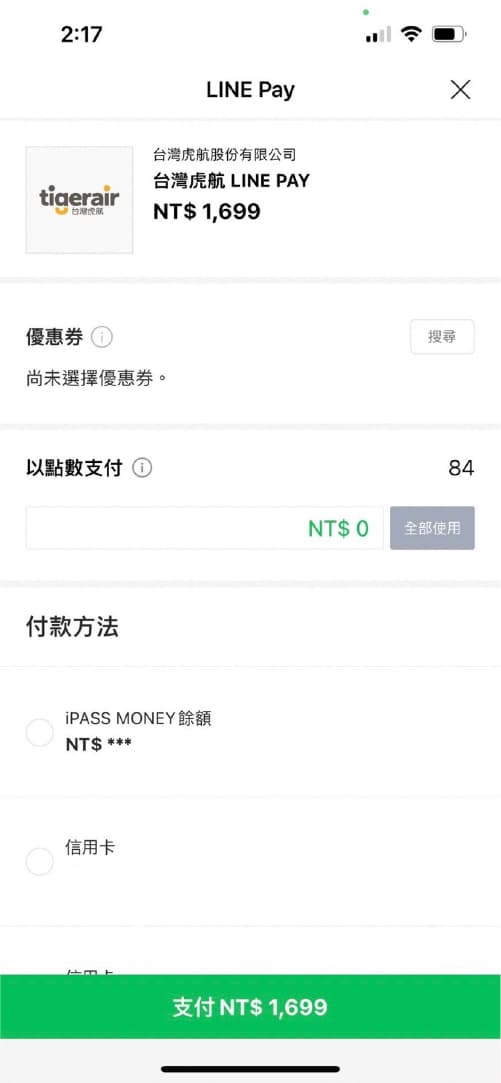 2:17
LINE Pay
tigerair
台灣虎航
台灣虎航股份有限公司
台灣虎航 LINE PAY
NT$ 1,699
優惠券
搜尋
尚未選擇優惠券。
以點數支付
84
NT$ 0
全部使用
付款方法
iPASS MONEY餘額
NT$ ***
信用卡
信用卡
支付 NT$ 1,699